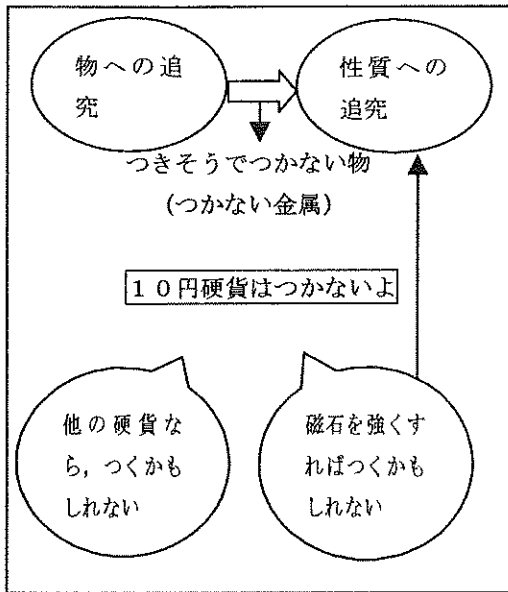 物への追
究
性質への
追究
つきそうでつかない物
(つかない金属)
10円硬貨はつかないよ
他の硬貨な
ら,つくかも
しれない
磁石を強くす
ればつくかも
しれない